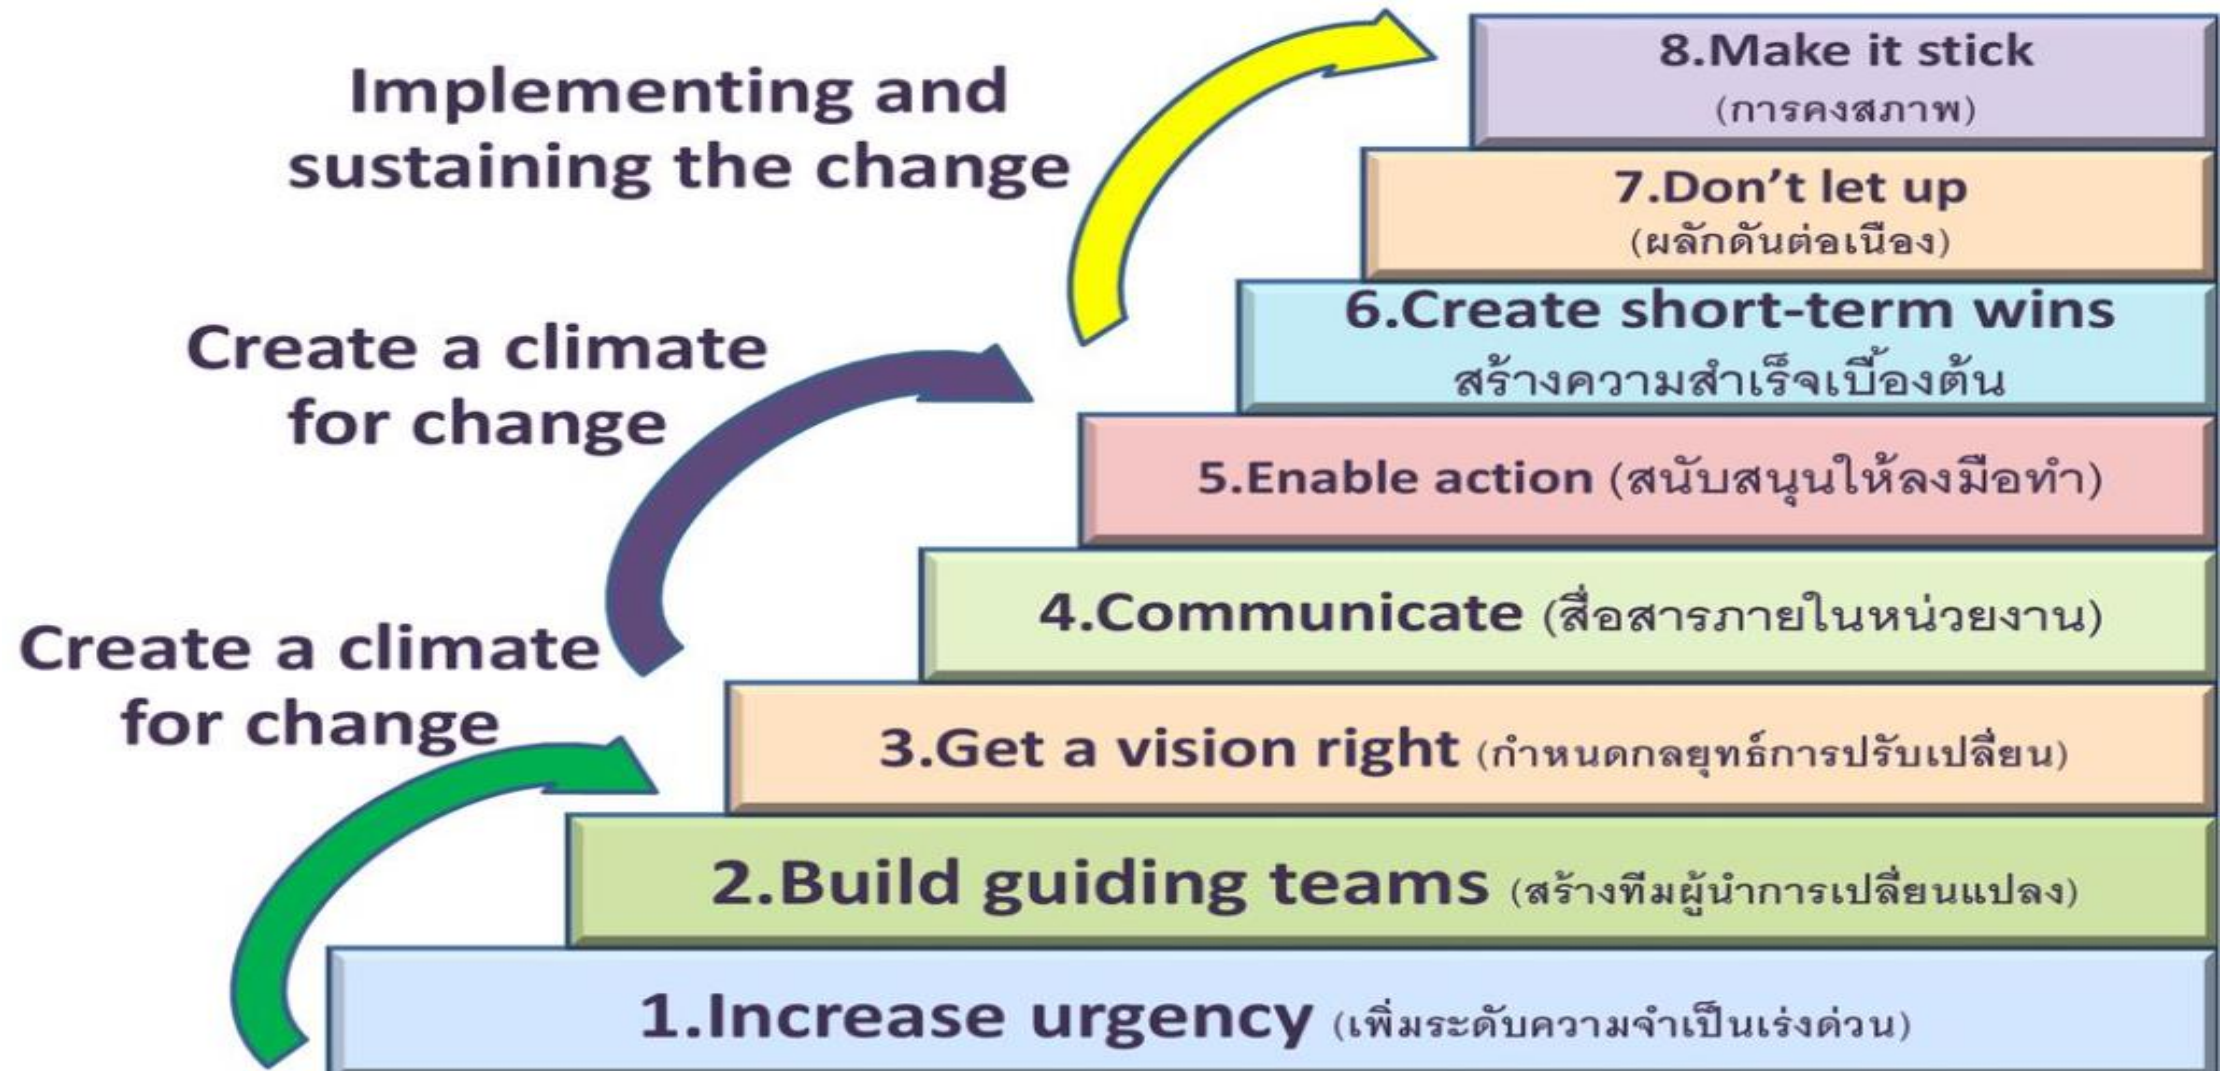 Implementing and
sustaining the change
Create a climate
for change
Create a climate
for change
8.Make it stick
(การคงสภาพ)
7.Don’t let up
(ผลักดันต่อเนือง)
6.Create short-term wins
สร้างความสำเร็จเบื้องต้น
5.Enable action (สนับสนุนให้ลงมือทำ)
4.Communicate (สื่อสารภายในหน่วยงาน)
3.Get a vision right (กำหนดกลยุทธ์การปรับเปลี่ยน)
2.Build guiding teams (สร้างทีมผู้นำการเปลี่ยนแปลง)
1.Increase urgency (เพิ่มระดับความจำเป็นเร่งด่วน)